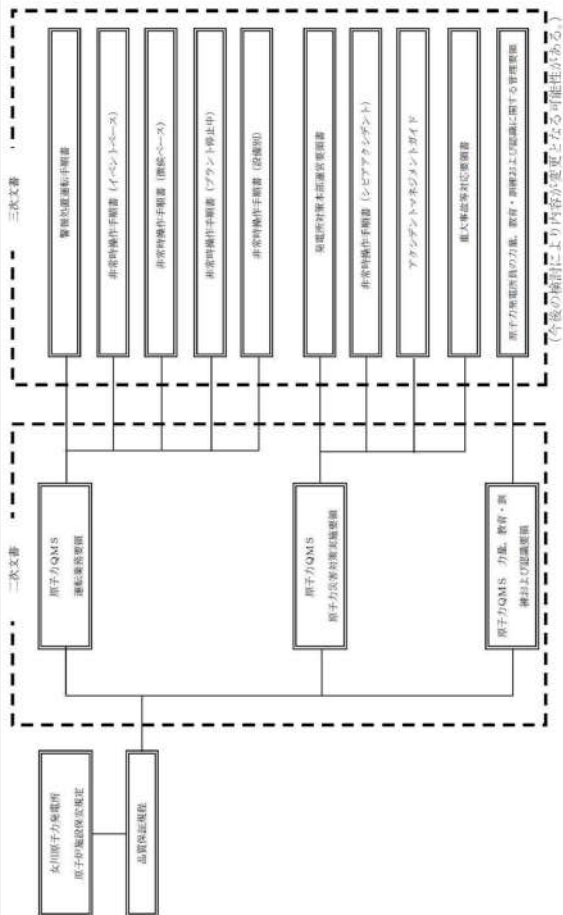 女川原子力発電所
原子炉施設保安規定
品質保証規程
二次文書
原子力QMS
運転業務要領
原子力QMS
原子力災害対策実施要領
原子力QMS 力量,教育・訓
練および認識要領
三次文書
警報処置運転手順書
非常時操作手順書(イベントベース)
非常時操作手順書(徴候ベース)
非常時操作手順書(プラント停止中)
非常時操作手順書(設備別)
発電所対策本部運営要領書
非常時操作手順書(シビアアクシデント)
アクシデントマネジメントガイド
重大事故等対応要領書
原子力発電所員の力量,教育・訓練および認識に関する管理要領
(今後の検討により内容が変更となる可能性がある。)